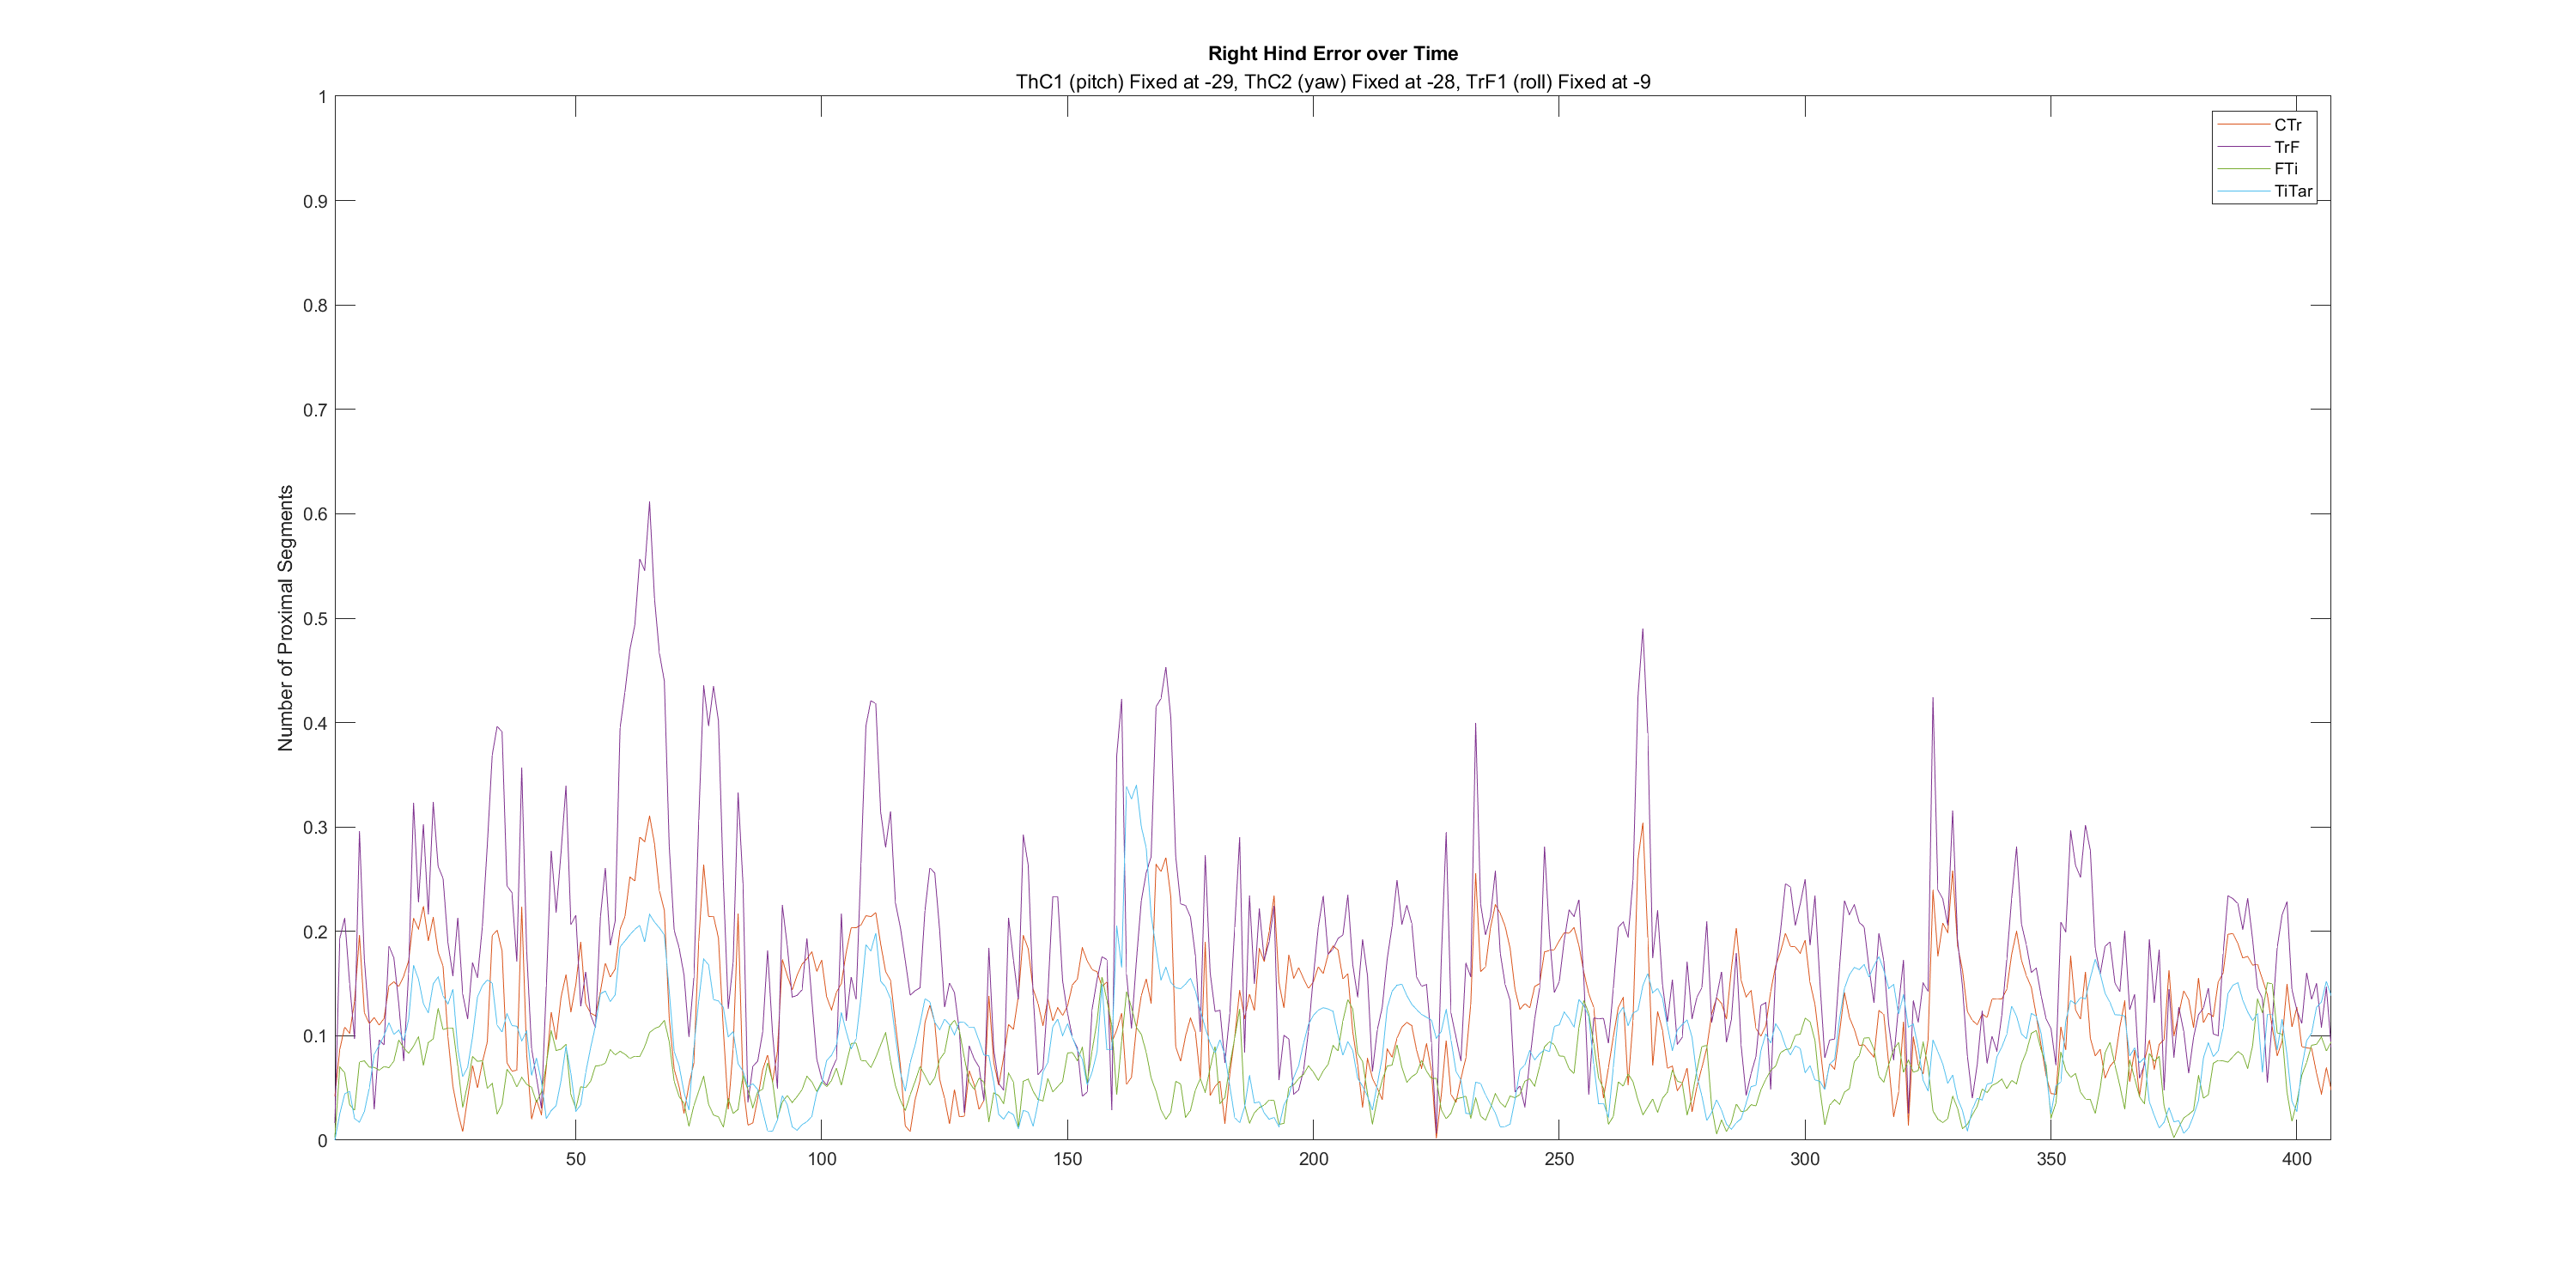 Right Hind Error over Time
ThC1 (pitch) Fixed at -29, ThC2 (yaw) Fixed at -28, TrF1 (roll) Fixed at -9
1
0.9
0.8
0.7
0.6
0.5
0.4
0.3
0.2
0.1
0
Number of Proximal Segments
CTr
TrF
FTi
TiTar
50
100
150
200
250
300
350
400